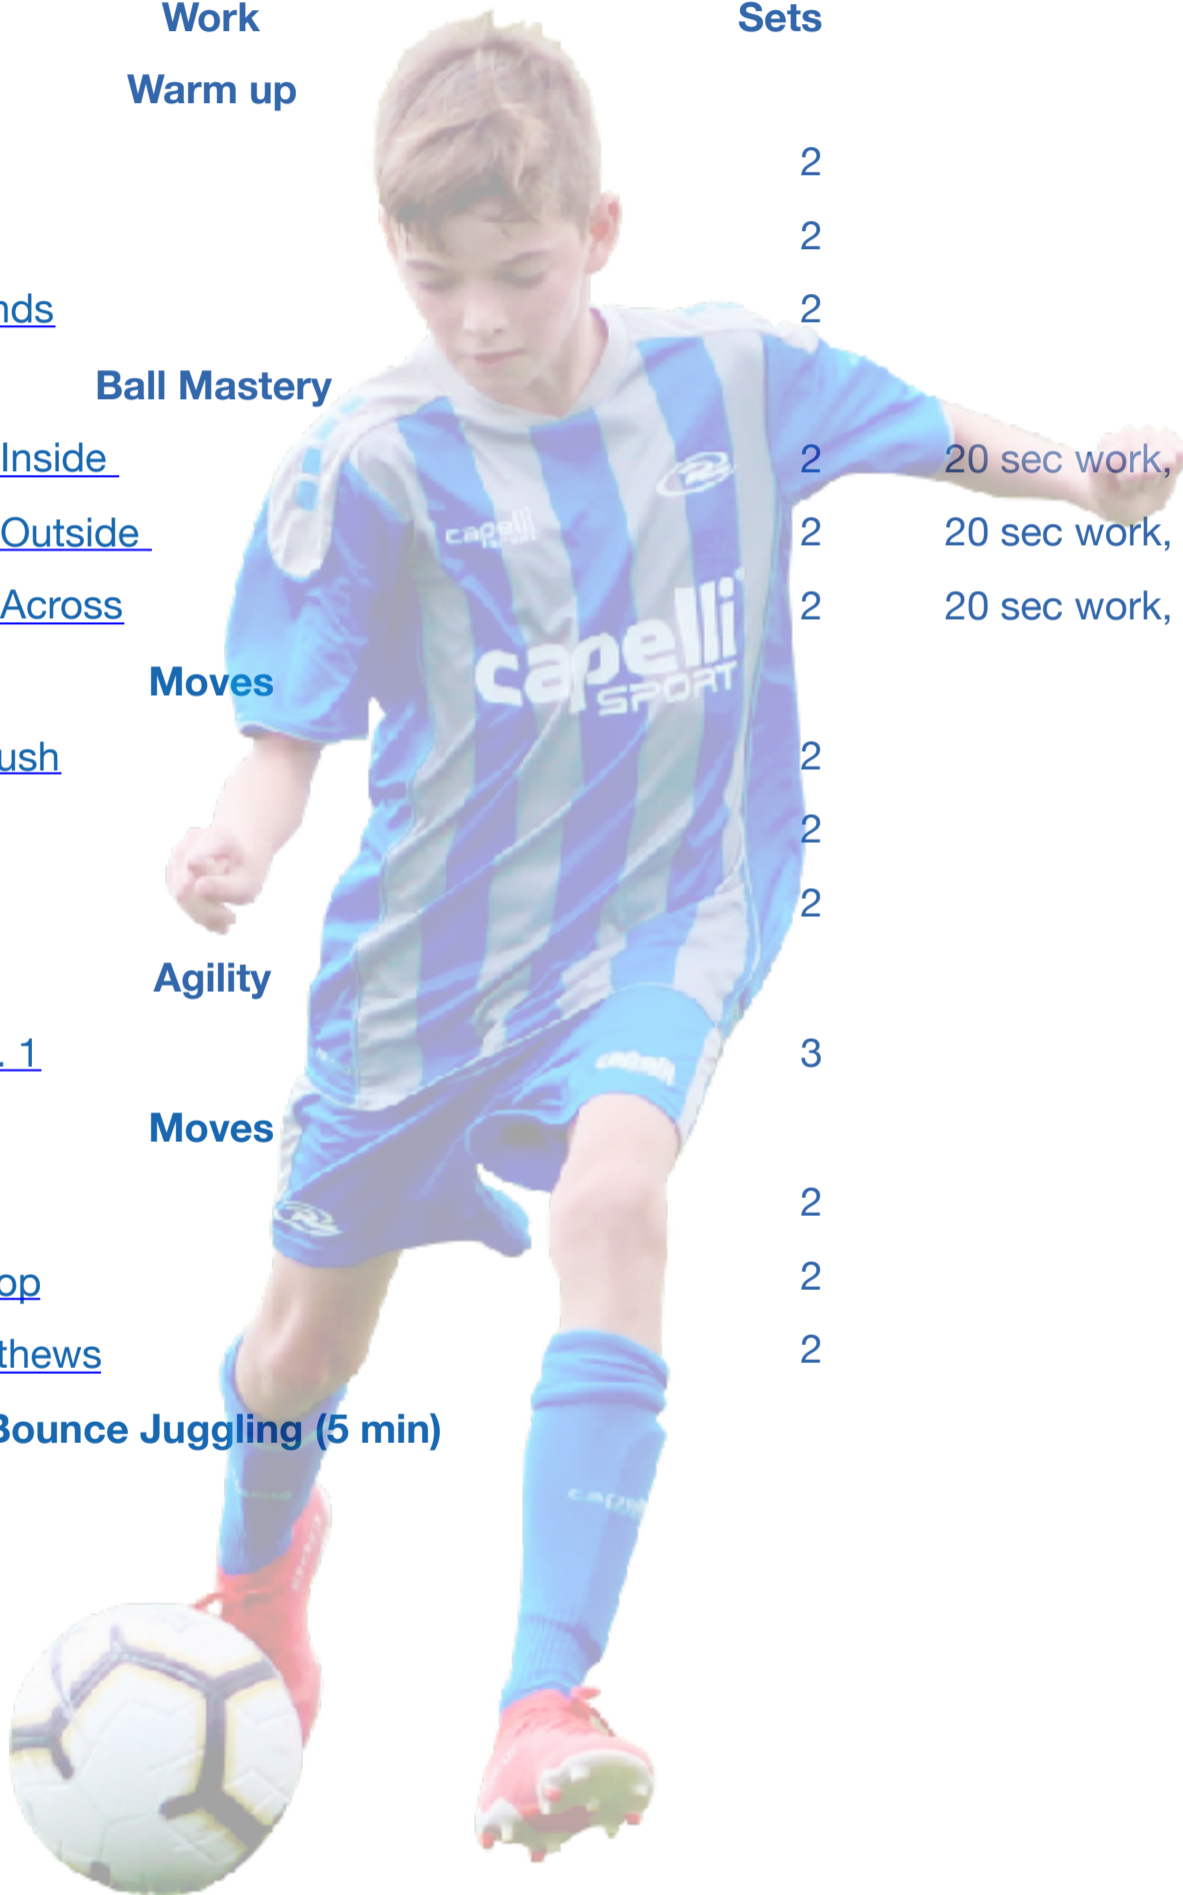 Work Sets
Warm up
2
2
nds 2
Ball Mastery
Inside 2 20 sec work,
Outside 2 20 sec work,
Across 2 20 sec work,
Moves
ush 2
2
2
Agility
. 1 3
Moves
2
op 2
thews 2
Bounce Juggling (5 min)
capelli
capelli
SPORT
capelli